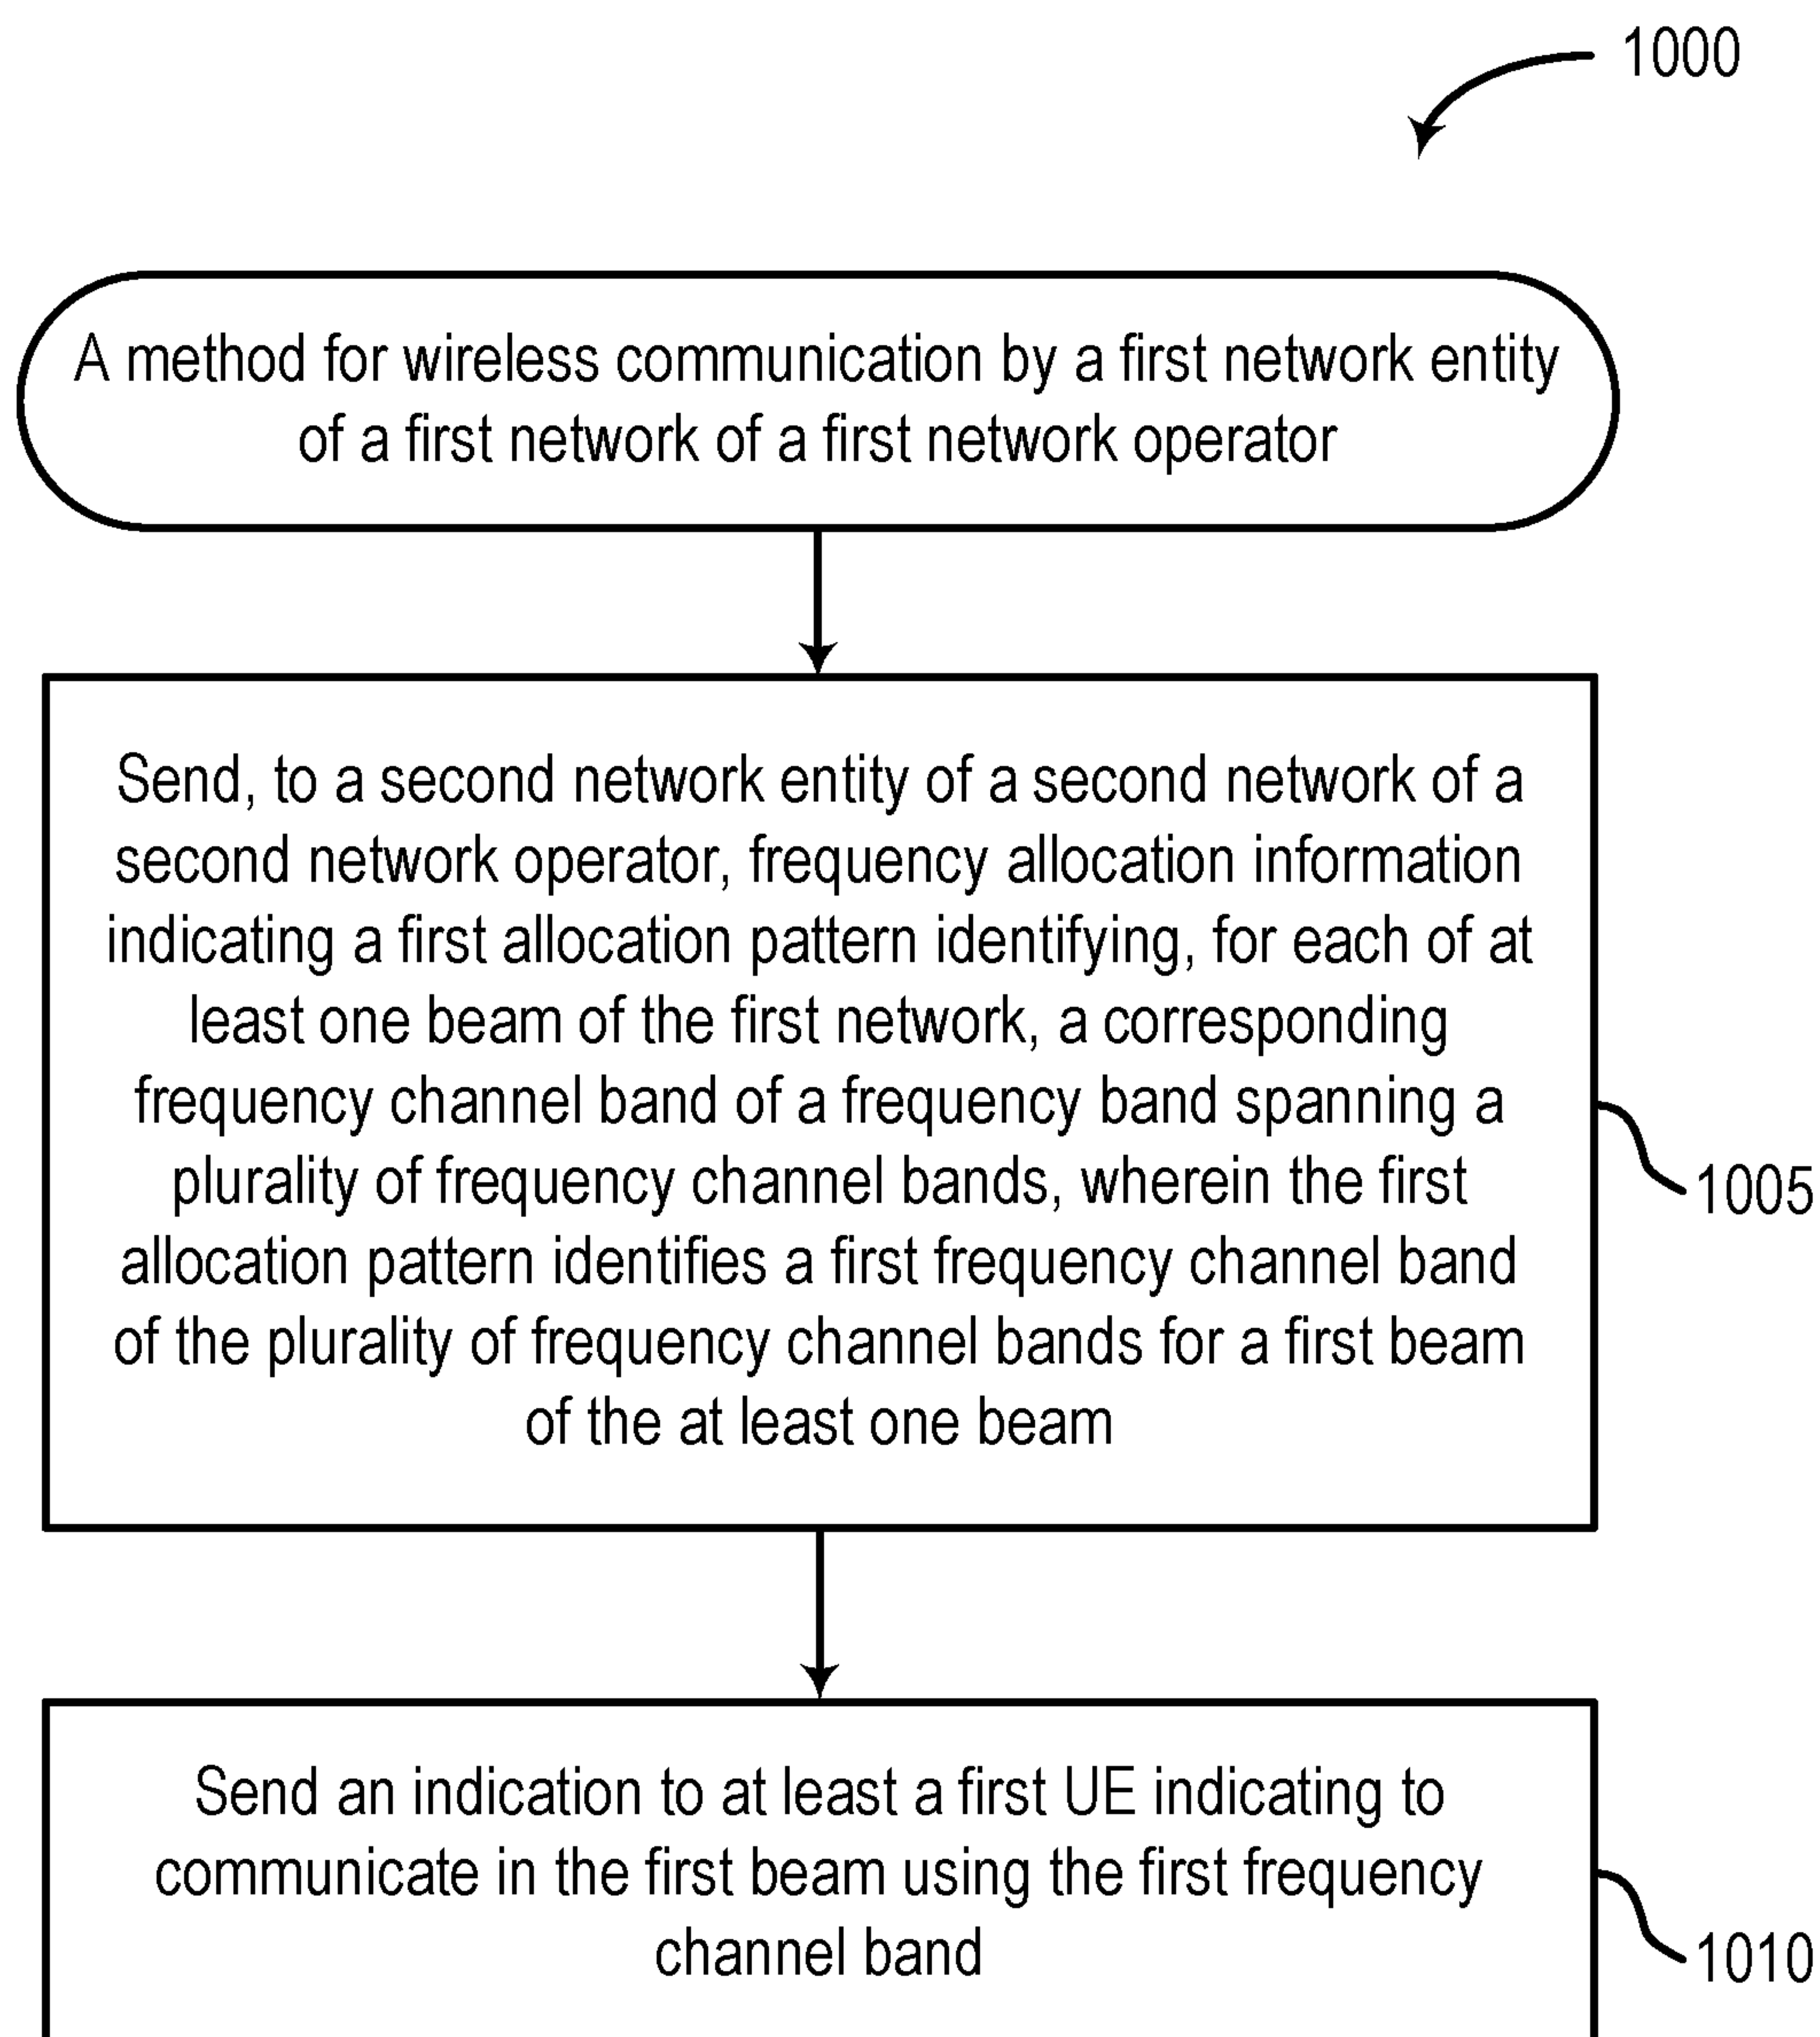 1000
A method for wireless communication by a first network entity
of a first network of a first network operator
Send, to a second network entity of a second network of a
second network operator, frequency allocation information
indicating a first allocation pattern identifying, for each of at
least one beam of the first network, a corresponding
frequency channel band of a frequency band spanning a
plurality of frequency channel bands, wherein the first
allocation pattern identifies a first frequency channel band
of the plurality of frequency channel bands for a first beam
of the at least one beam
1005
Send an indication to at least a first UE indicating to
communicate in the first beam using the first frequency
channel band
1010